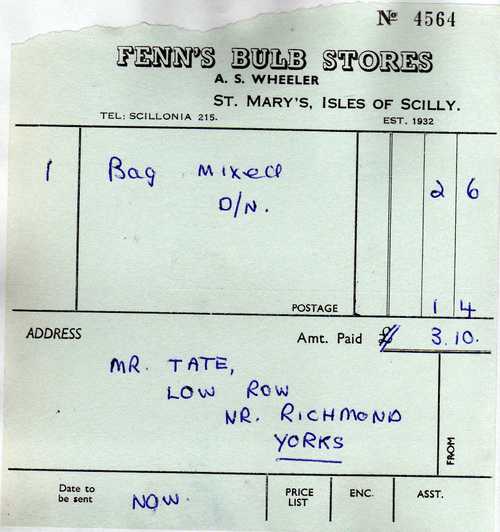 No 4564
FENN'S BULB STORES
A. S. WHEELER
ST. MARY'S, ISLES OF SCILLY.
TEL: SCILLONIA 215. EST. 1932
1 Bag Mixed 2 6
D/N.
POSTAGE 1 4
ADDRESS Amt. Paid £ 3.10.
MR. TATE,
LOW ROW
NR. RICHMOND
YORKS
FROM
Date to be sent NOW. PRICE LIST ENC. ASST.